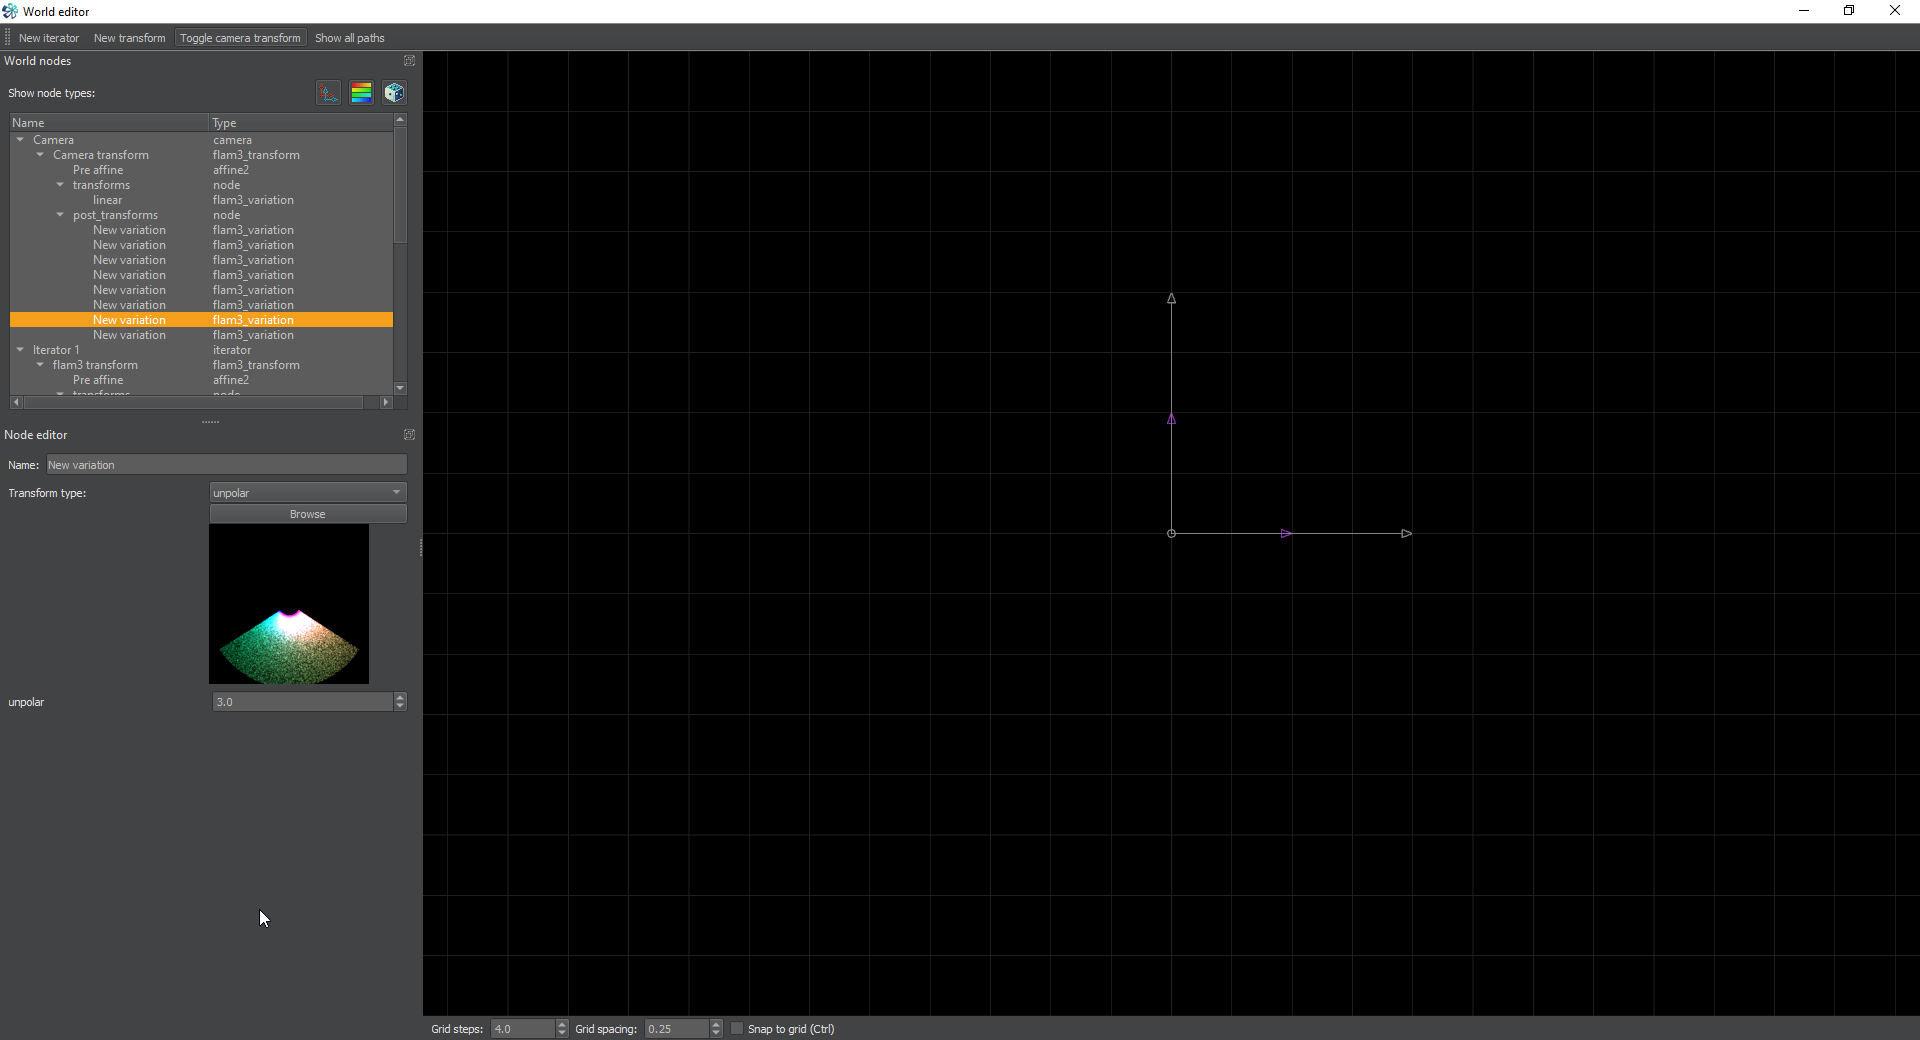 World editor
New iterator New transform Toggle camera transform Show all paths
World nodes
Show node types:
Name Type
Camera camera
Camera transform flam3_transform
Pre affine affine2
transforms node
linear flam3_variation
post_transforms node
New variation flam3_variation
New variation flam3_variation
New variation flam3_variation
New variation flam3_variation
New variation flam3_variation
New variation flam3_variation
New variation flam3_variation
New variation flam3_variation
Iterator 1 iterator
flam3 transform flam3_transform
Pre affine affine2
transforms node
Node editor
Name: New variation
Transform type: unpolar
Browse
unpolar 3.0
Grid steps: 4.0 Grid spacing: 0.25 Snap to grid (Ctrl)